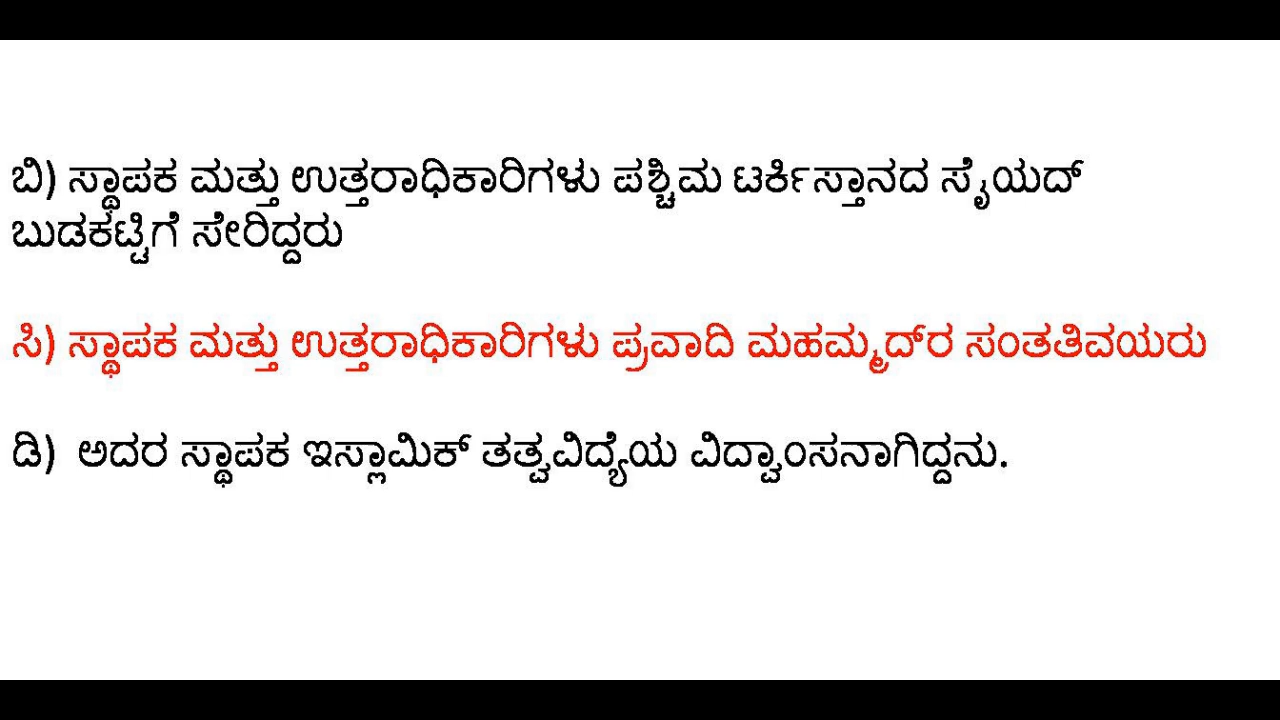 ಬಿ) ಸ್ಥಾಪಕ ಮತ್ತು ಉತ್ತರಾಧಿಕಾರಿಗಳು ಪಶ್ಚಿಮ ಟರ್ಕಿಸ್ತಾನದ ಸೈಯದ್
ಬುಡಕಟ್ಟಿಗೆ ಸೇರಿದ್ದರು
ಸಿ) ಸ್ಥಾಪಕ ಮತ್ತು ಉತ್ತರಾಧಿಕಾರಿಗಳು ಪ್ರವಾದಿ ಮಹಮ್ಮದ್‌ರ ಸಂತತಿವಯರು
ಡಿ) ಅದರ ಸ್ಥಾಪಕ ಇಸ್ಲಾಮಿಕ್ ತತ್ವವಿದ್ಯೆಯ ವಿದ್ವಾಂಸನಾಗಿದ್ದನು.